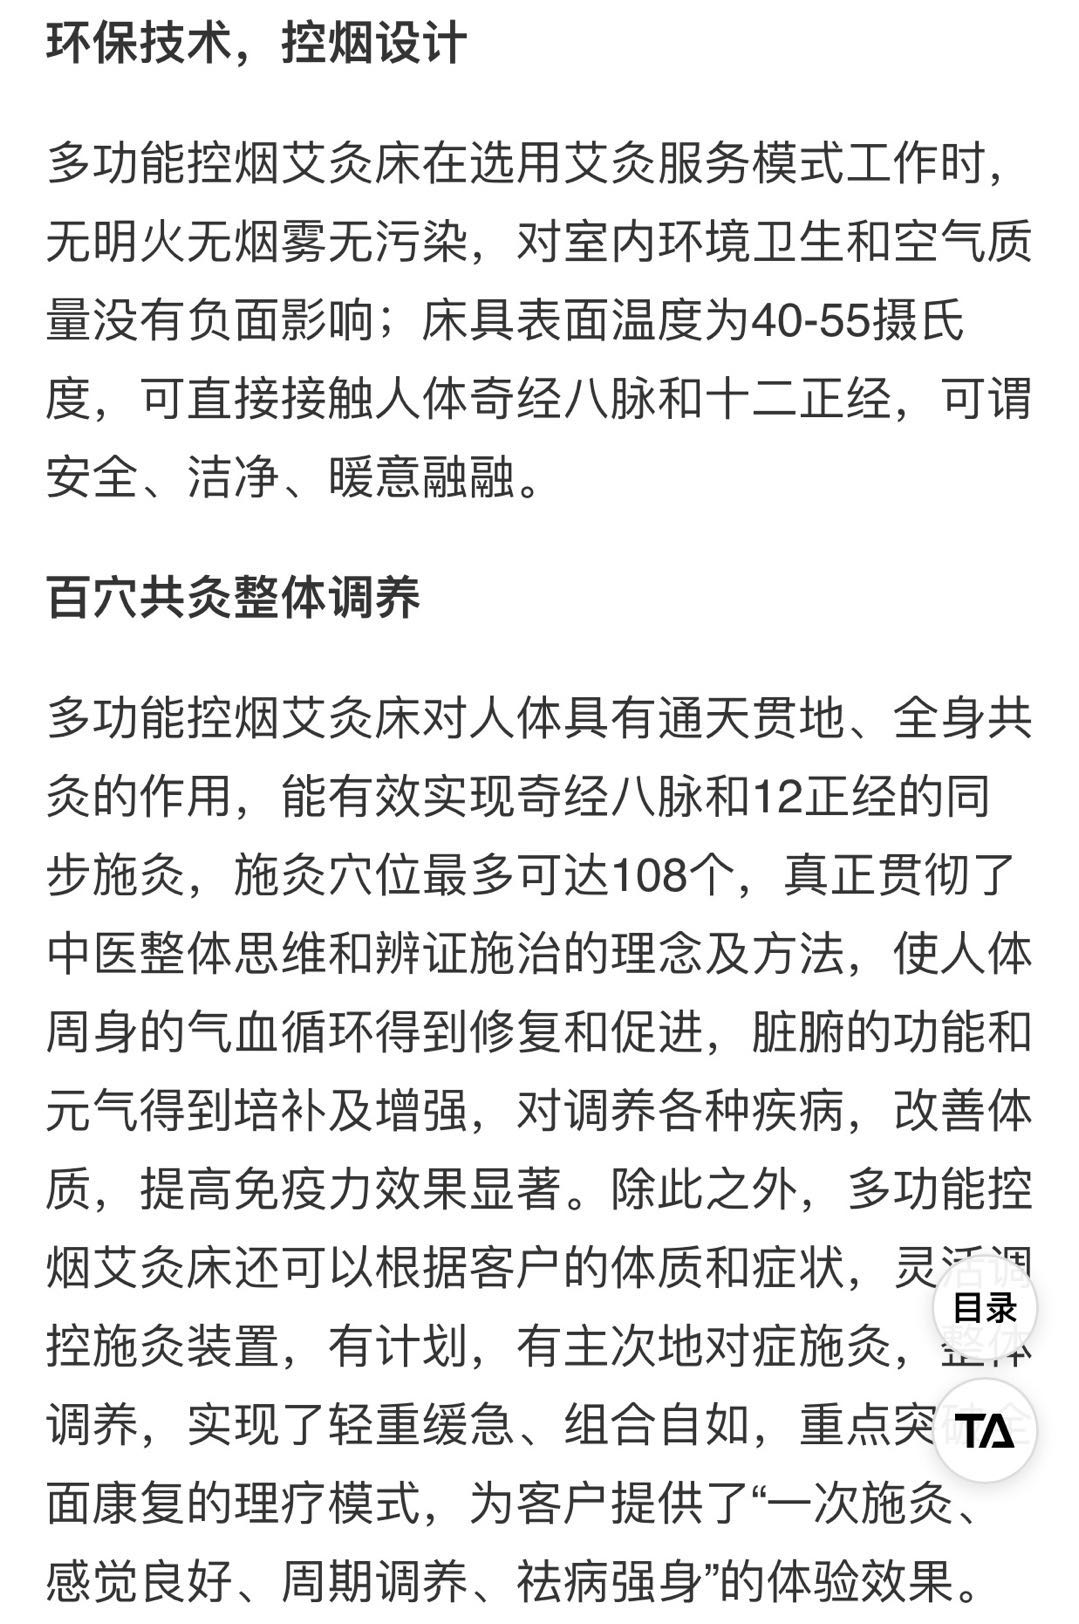 环保技术，控烟设计
多功能控烟艾灸床在选用艾灸服务模式工作时，
无明火无烟雾无污染，对室内环境卫生和空气质
量没有负面影响；床具表面温度为40-55摄氏
度，可直接接触人体奇经八脉和十二正经，可谓
安全、洁净、暖意融融。
百穴共灸整体调养
多功能控烟艾灸床对人体具有通天贯地、全身共
灸的作用，能有效实现奇经八脉和12正经的同
步施灸，施灸穴位最多可达108个，真正贯彻了
中医整体思维和辨证施治的理念及方法，使人体
周身的气血循环得到修复和促进，脏腑的功能和
元气得到培补及增强，对调养各种疾病，改善体
质，提高免疫力效果显著。除此之外，多功能控
烟艾灸床还可以根据客户的体质和症状，灵活调
目录
控施灸装置，有计划，有主次地对症施灸，整体
调养，实现了轻重缓急、组合自如，重点突破全
TA
面康复的理疗模式，为客户提供了“一次施灸、
感觉良好、周期调养、祛病强身”的体验效果。